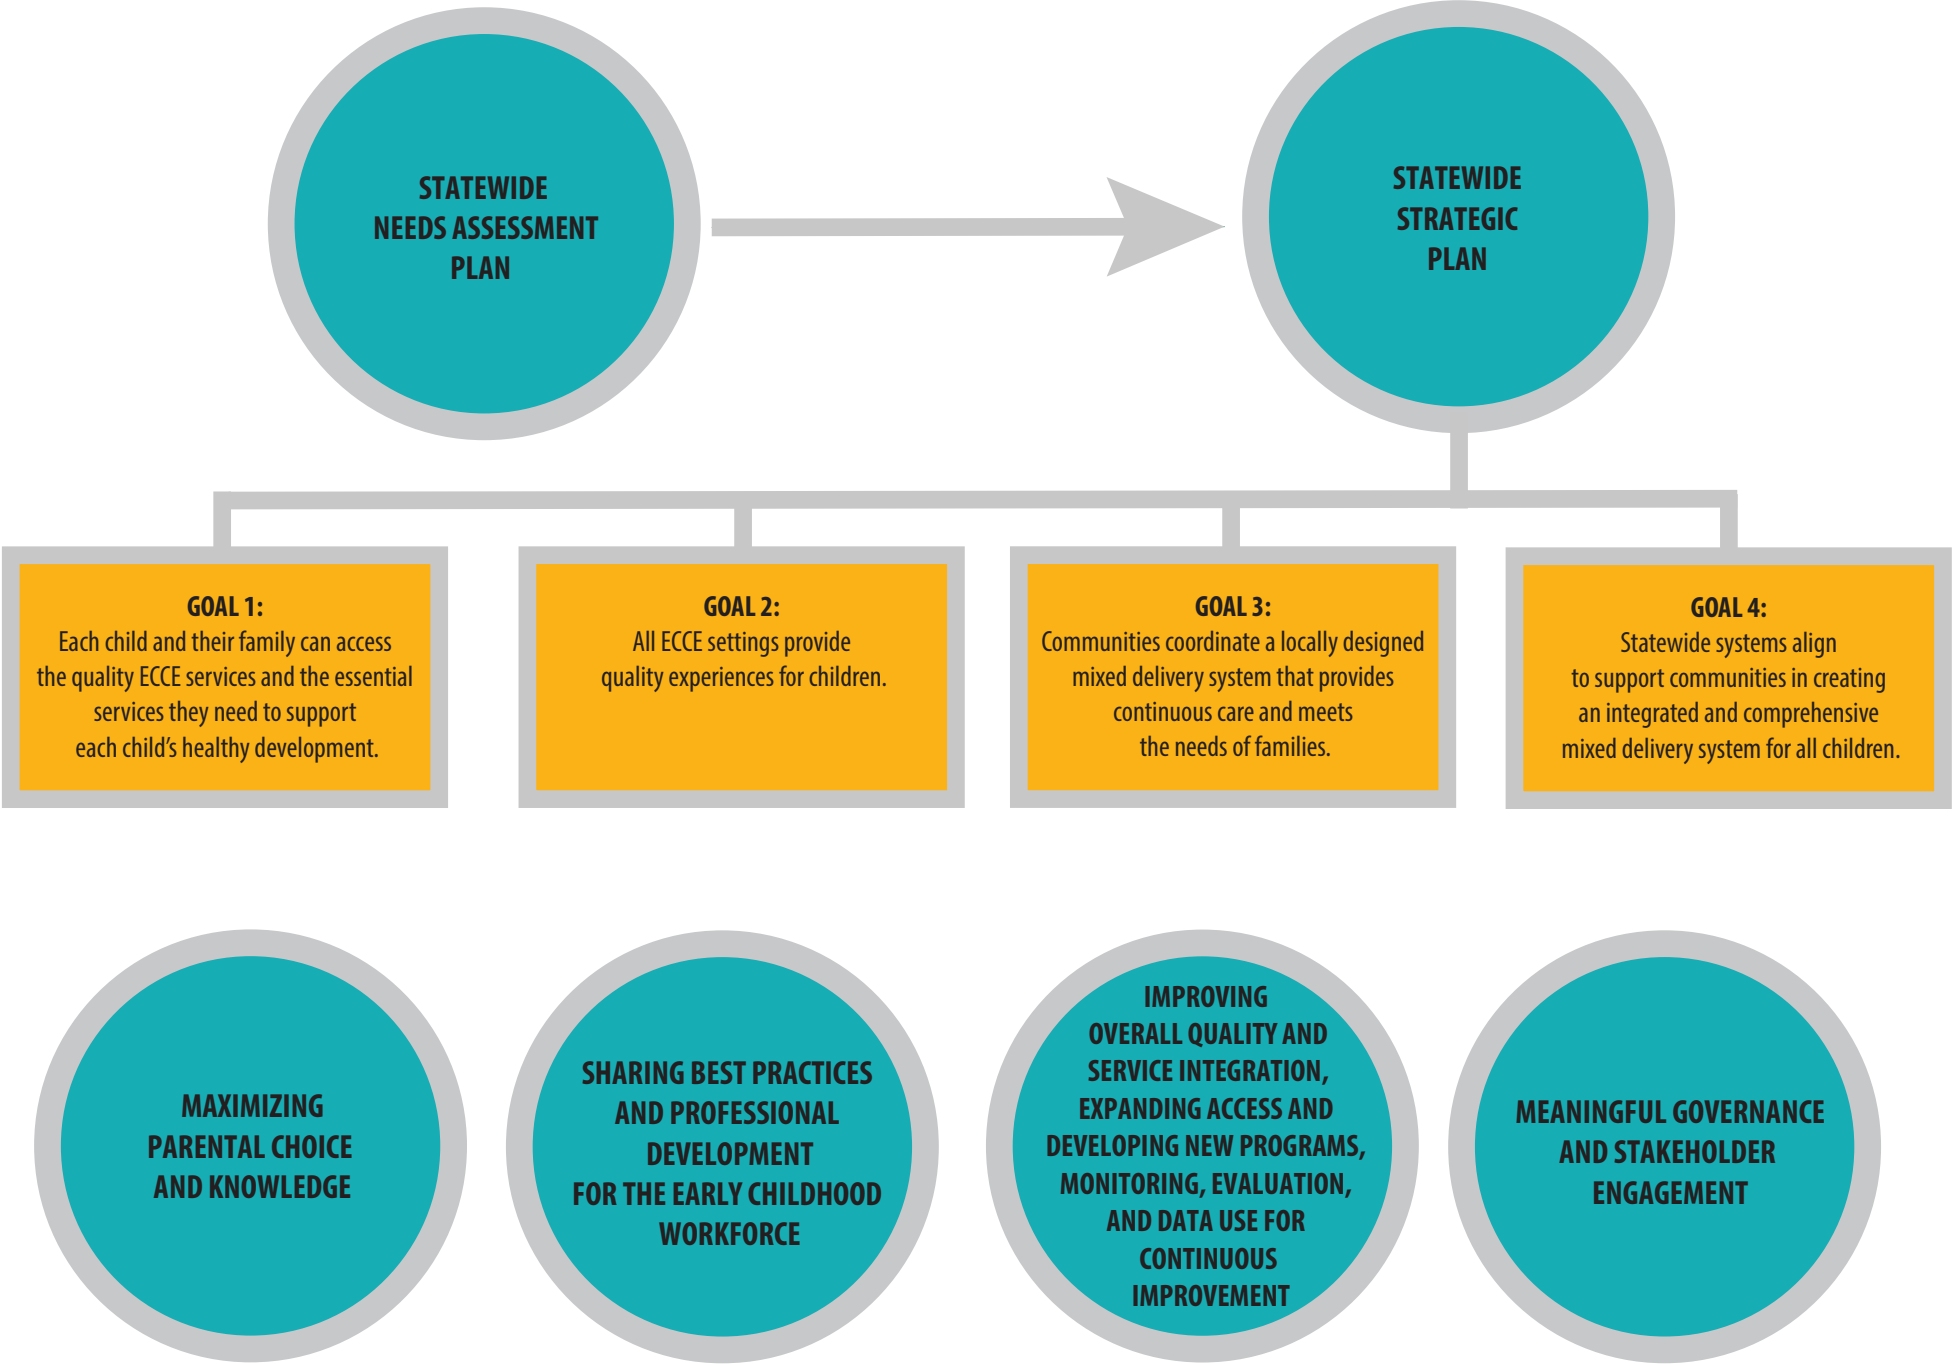 STATEWIDE
NEEDS ASSESSMENT
PLAN
STATEWIDE
STRATEGIC
PLAN
GOAL 1:
Each child and their family can access
the quality ECCE services and the essential
services they need to support
each child’s healthy development.
GOAL 2:
All ECCE settings provide
quality experiences for children.
GOAL 3:
Communities coordinate a locally designed
mixed delivery system that provides
continuous care and meets
the needs of families.
GOAL 4:
Statewide systems align
to support communities in creating
an integrated and comprehensive
mixed delivery system for all children.
MAXIMIZING
PARENTAL CHOICE
AND KNOWLEDGE
SHARING BEST PRACTICES
AND PROFESSIONAL
DEVELOPMENT
FOR THE EARLY CHILDHOOD
WORKFORCE
IMPROVING
OVERALL QUALITY AND
SERVICE INTEGRATION,
EXPANDING ACCESS AND
DEVELOPING NEW PROGRAMS,
MONITORING, EVALUATION,
AND DATA USE FOR
CONTINUOUS
IMPROVEMENT
MEANINGFUL GOVERNANCE
AND STAKEHOLDER
ENGAGEMENT